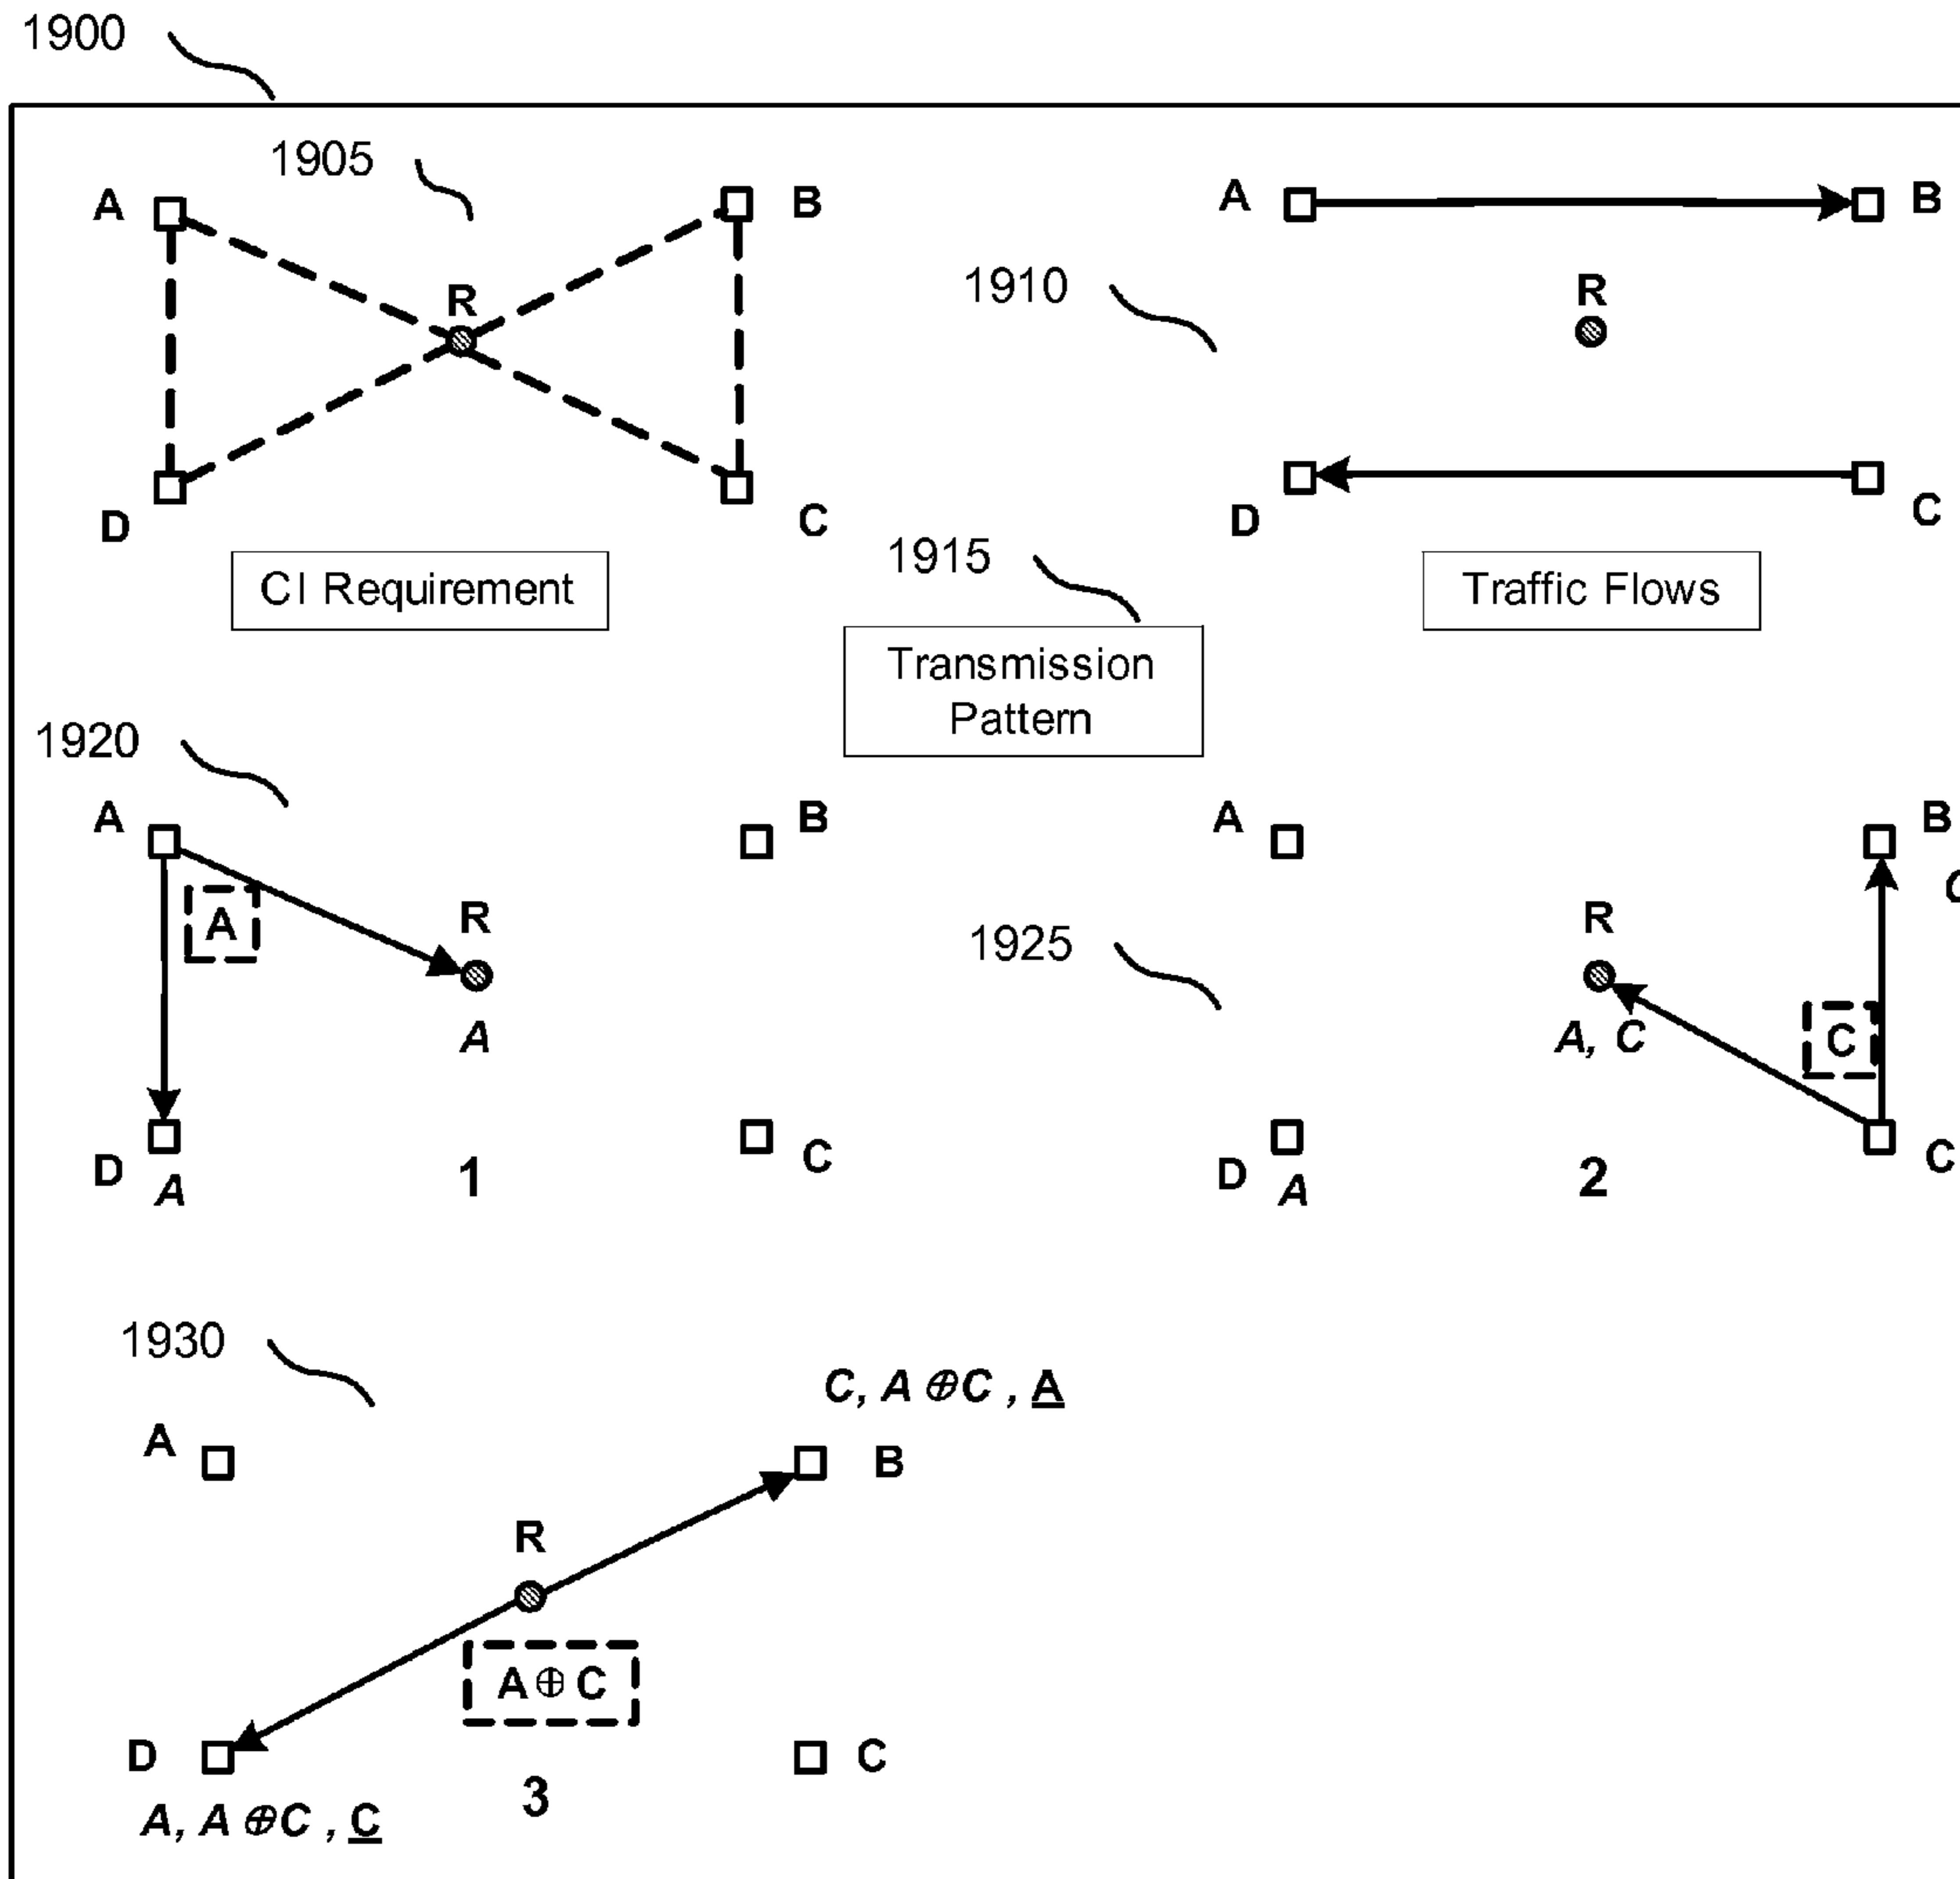 1900
1905
A
B
R
D
C
CI Requirement
1910
A
B
R
D
C
Traffic Flows
1915
Transmission
Pattern
1920
A
B
A
R
A
D
A
C
1
1925
A
B
R
A, C
C
D
A
C
2
1930
C, A⊕C, A
A
B
R
A⊕C
D
C
A, A⊕C, C
3